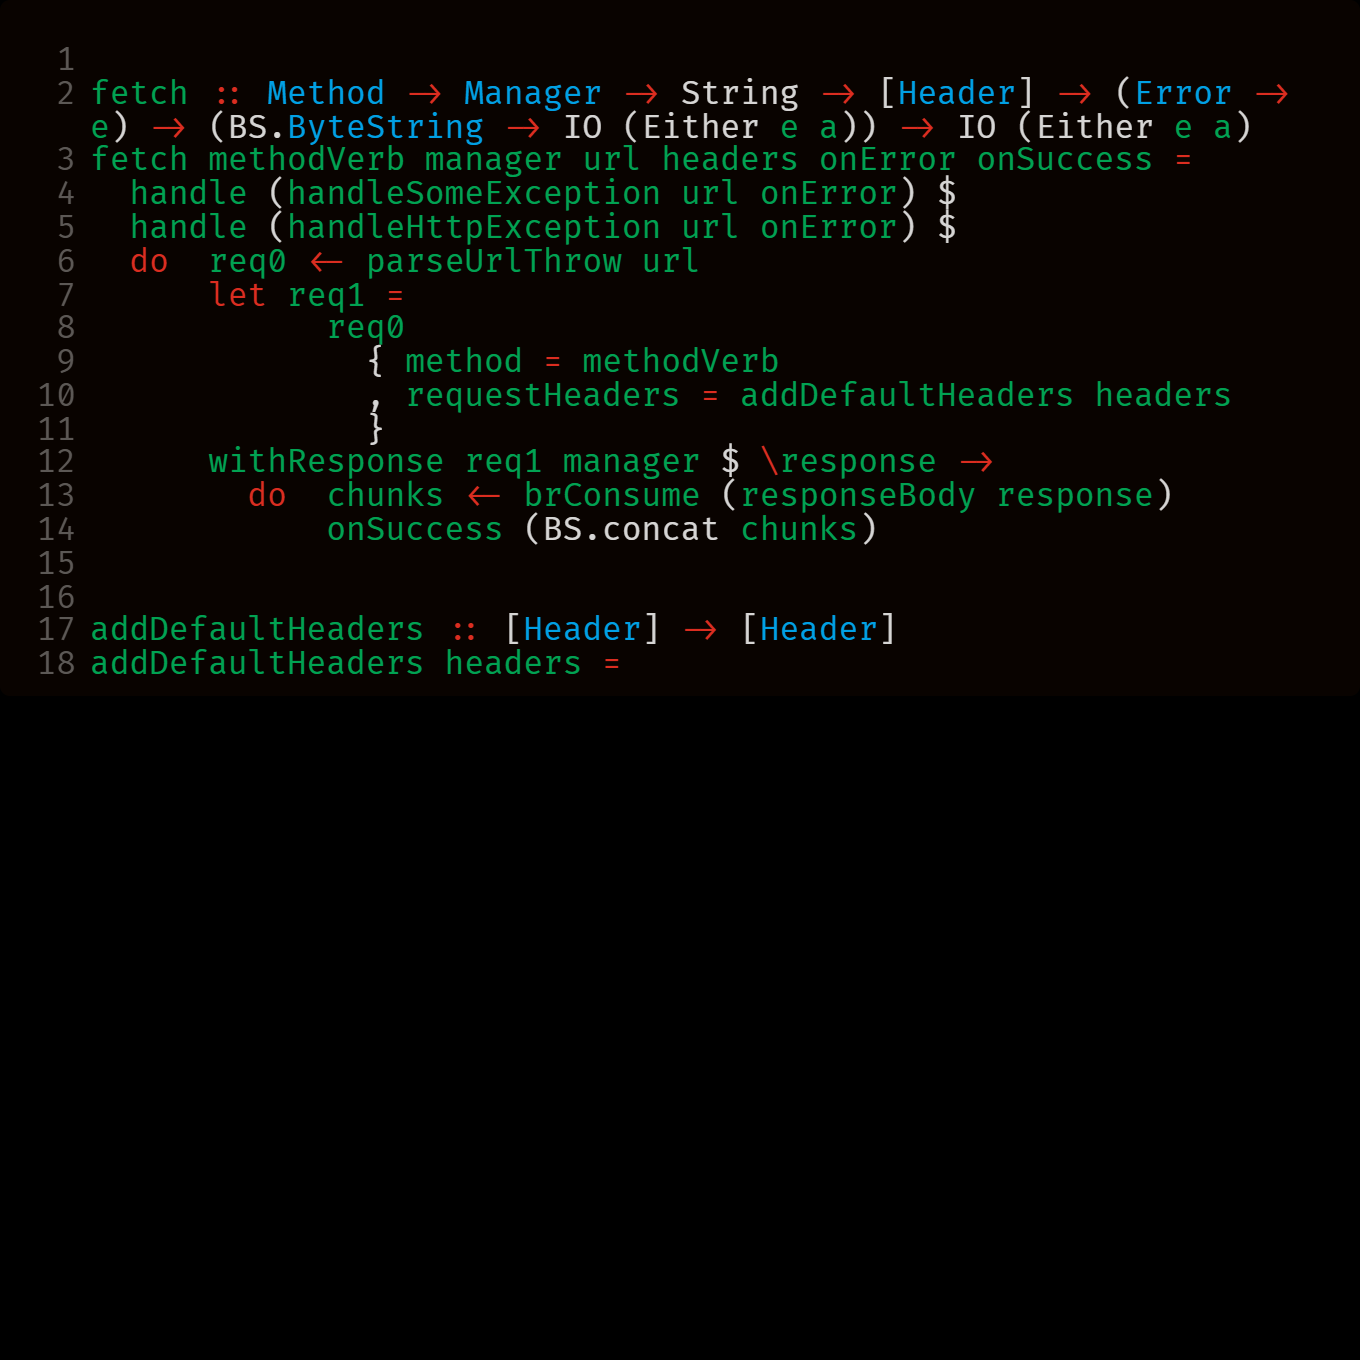 1
2 fetch :: Method -> Manager -> String -> [Header] -> (Error ->
e) -> (BS.ByteString -> IO (Either e a)) -> IO (Either e a)
3 fetch methodVerb manager url headers onError onSuccess =
4   handle (handleSomeException url onError) $
5   handle (handleHttpException url onError) $
6   do  req0 <- parseUrlThrow url
7       let req1 =
8             req0
9               { method = methodVerb
10               , requestHeaders = addDefaultHeaders headers
11               }
12       withResponse req1 manager $ \response ->
13         do  chunks <- brConsume (responseBody response)
14             onSuccess (BS.concat chunks)
15
16
17 addDefaultHeaders :: [Header] -> [Header]
18 addDefaultHeaders headers =